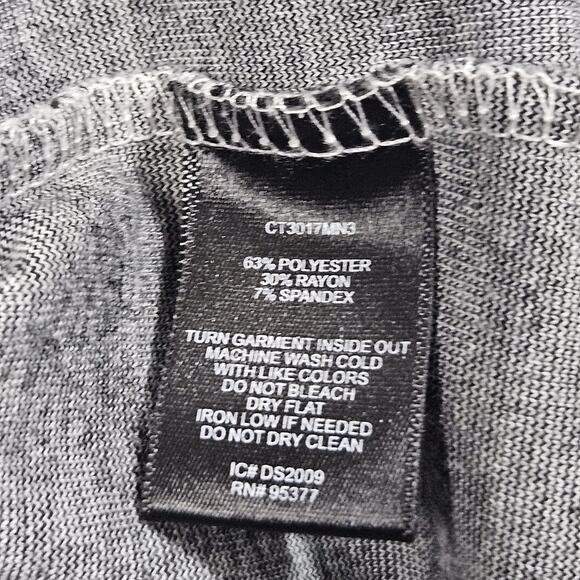 CT3017MN3
63% POLYESTER
30% RAYON
7% SPANDEX
TURN GARMENT INSIDE OUT
MACHINE WASH COLD
WITH LIKE COLORS
DO NOT BLEACH
DRY FLAT
IRON LOW IF NEEDED
DO NOT DRY CLEAN
IC# DS2009
RN# 95377